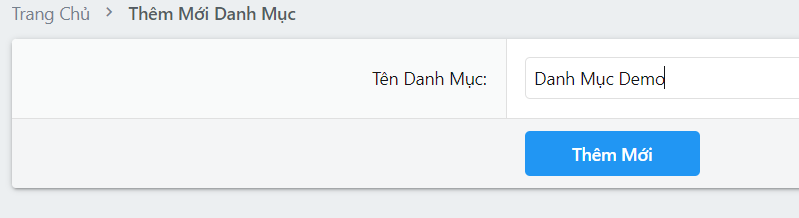 Trang Chủ > Thêm Mới Danh Mục
Tên Danh Mục: Danh Mục Demo
Thêm Mới